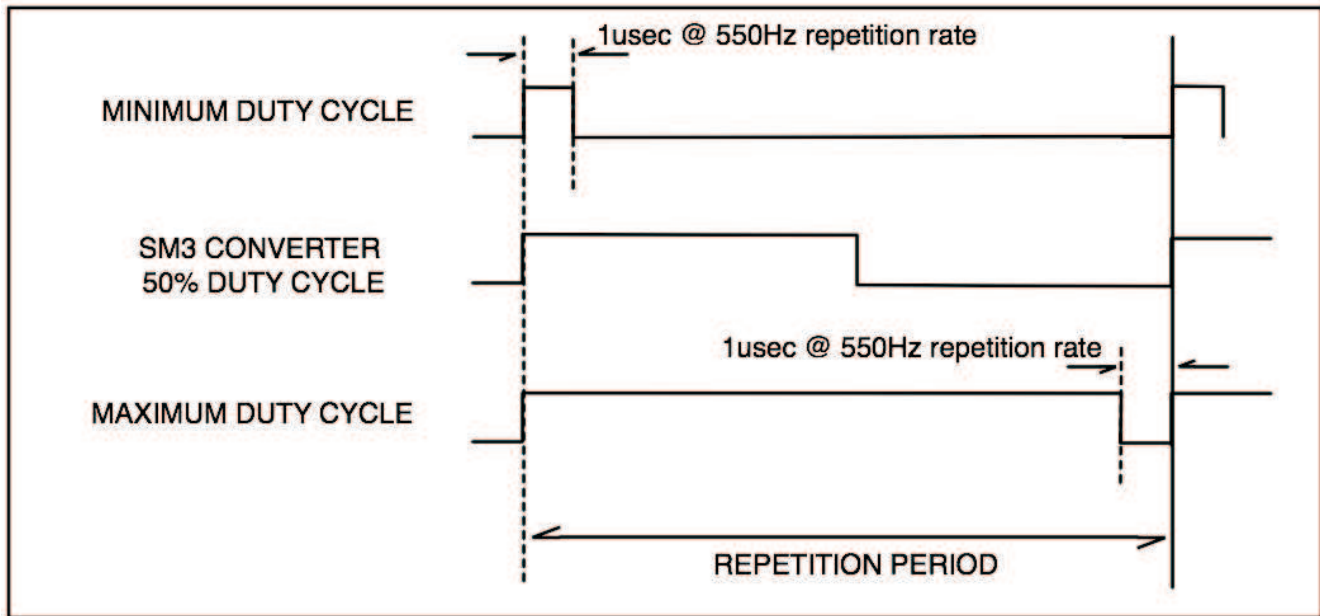 1usec @ 550Hz repetition rate
MINIMUM DUTY CYCLE
SM3 CONVERTER
50% DUTY CYCLE
1usec @ 550Hz repetition rate
MAXIMUM DUTY CYCLE
REPETITION PERIOD